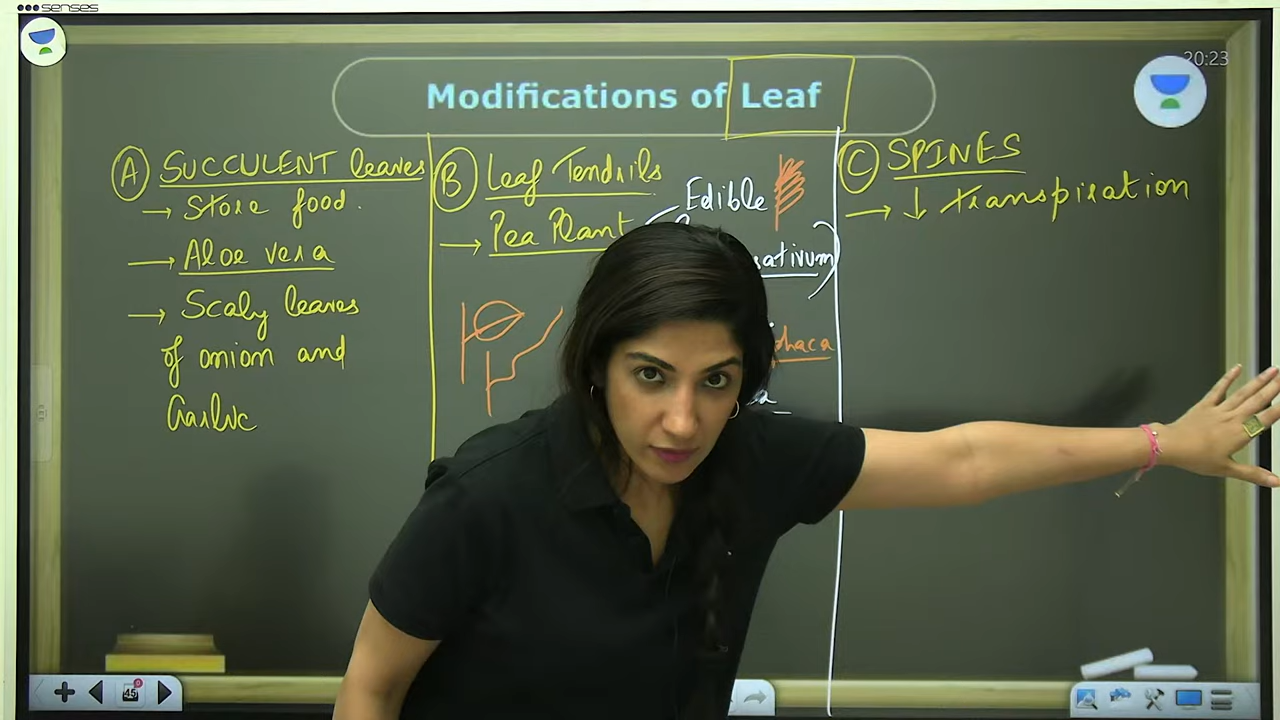 senses
20:23
Modifications of Leaf
A SUCCULENT leaves
→ Store food.
→ Aloe vera
→ Scaly leaves
of onion and
Garlic
B Leaf Tendrils
Edible
→ Pea Plant
sativum)
C SPINES
→ ↓ transpiration
45